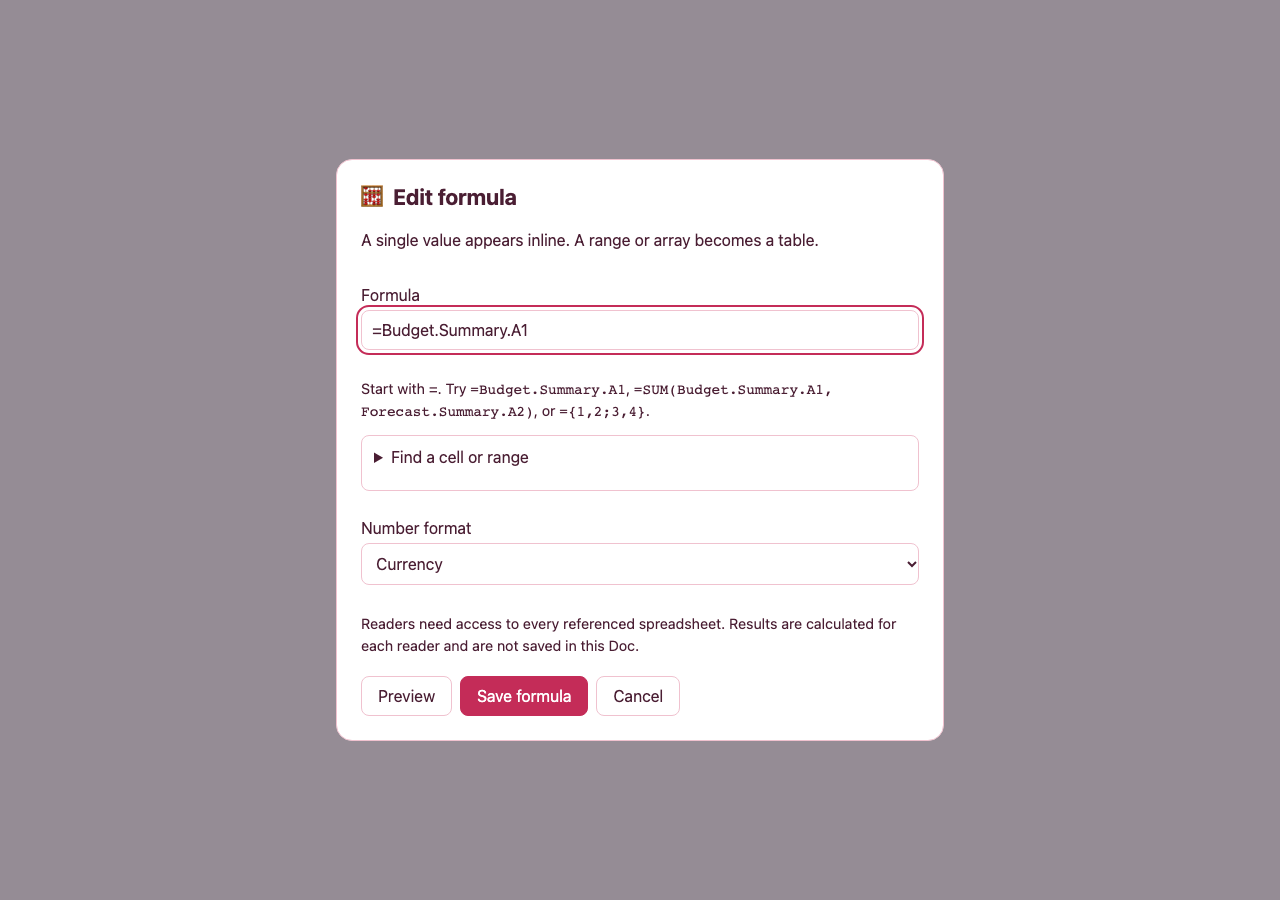 Edit formula
A single value appears inline. A range or array becomes a table.
Formula
=Budget.Summary.A1
Start with =. Try =Budget.Summary.A1, =SUM(Budget.Summary.A1,
Forecast.Summary.A2), or ={1,2;3,4}.
Find a cell or range
Number format
Currency
Readers need access to every referenced spreadsheet. Results are calculated for
each reader and are not saved in this Doc.
Preview Save formula Cancel